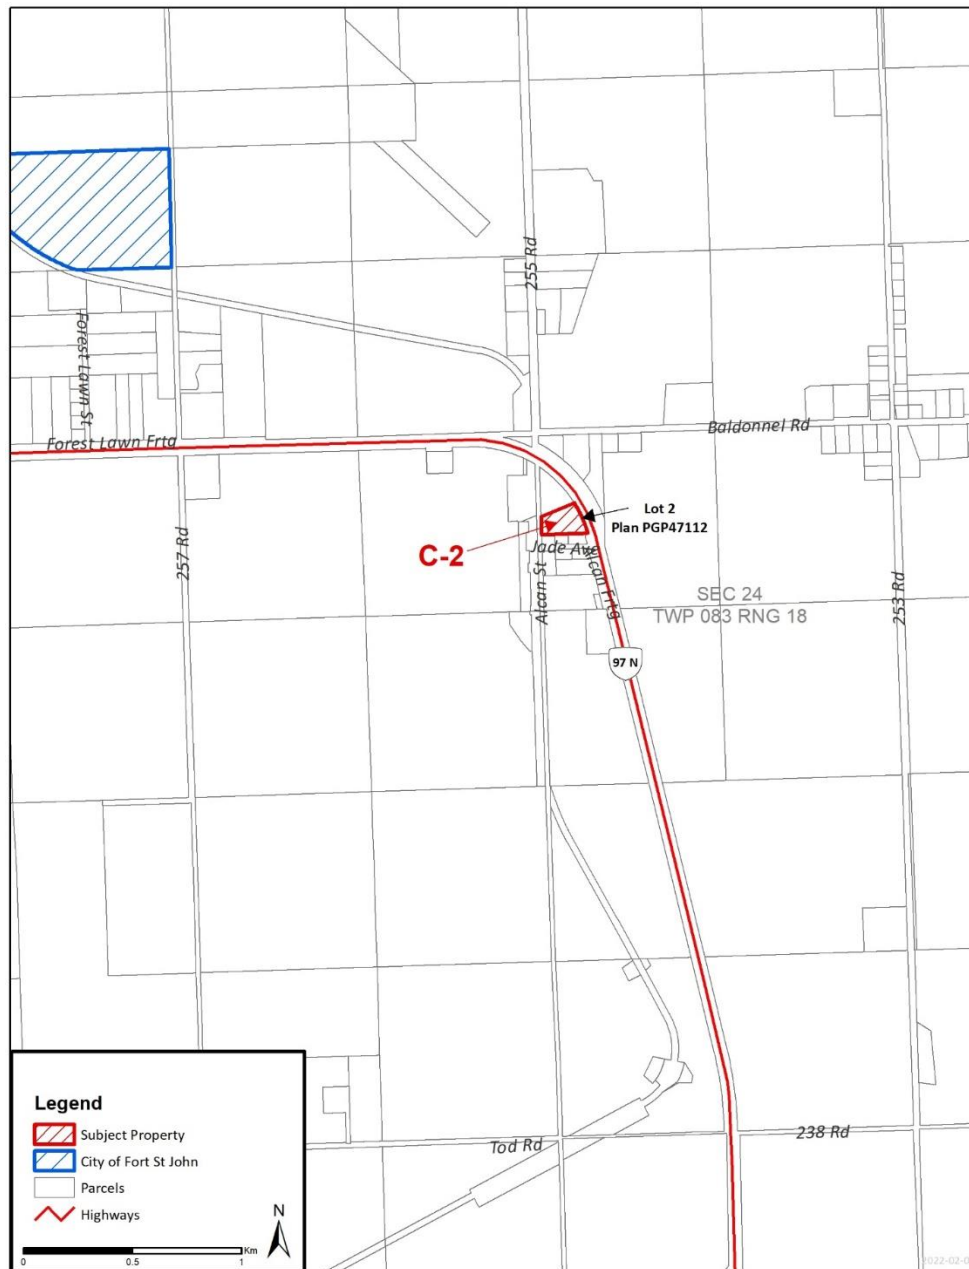 255 Rd
Forest Lawn St
Forest Lawn Frtg
Baldonnel Rd
Lot 2
Plan PGP47112
C-2
Jade Ave
Alcan Frtg
Alcan St
257 Rd
253 Rd
SEC 24
TWP 083 RNG 18
97 N
Tod Rd
238 Rd
Legend
Subject Property
City of Fort St John
Parcels
Highways
N
Km
0 0.5 1